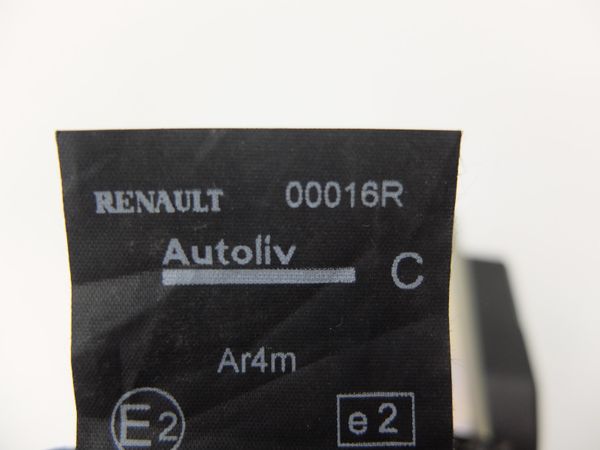 RENAULT 00016R
Autoliv C
Ar4m
E2 e2